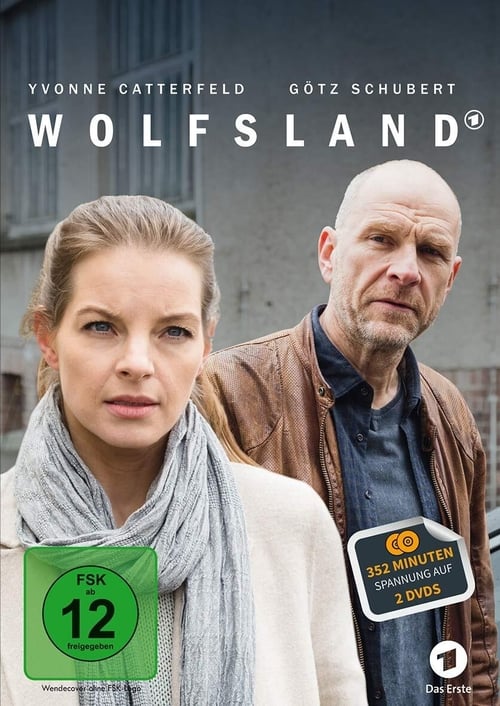 YVONNE CATTERFELD GÖTZ SCHUBERT
WOLFSLAND
352 MINUTEN
SPANNUNG AUF
2 DVDS
FSK
ab
12
freigegeben
Wendecover ohne FSK-Logo
Das Erste